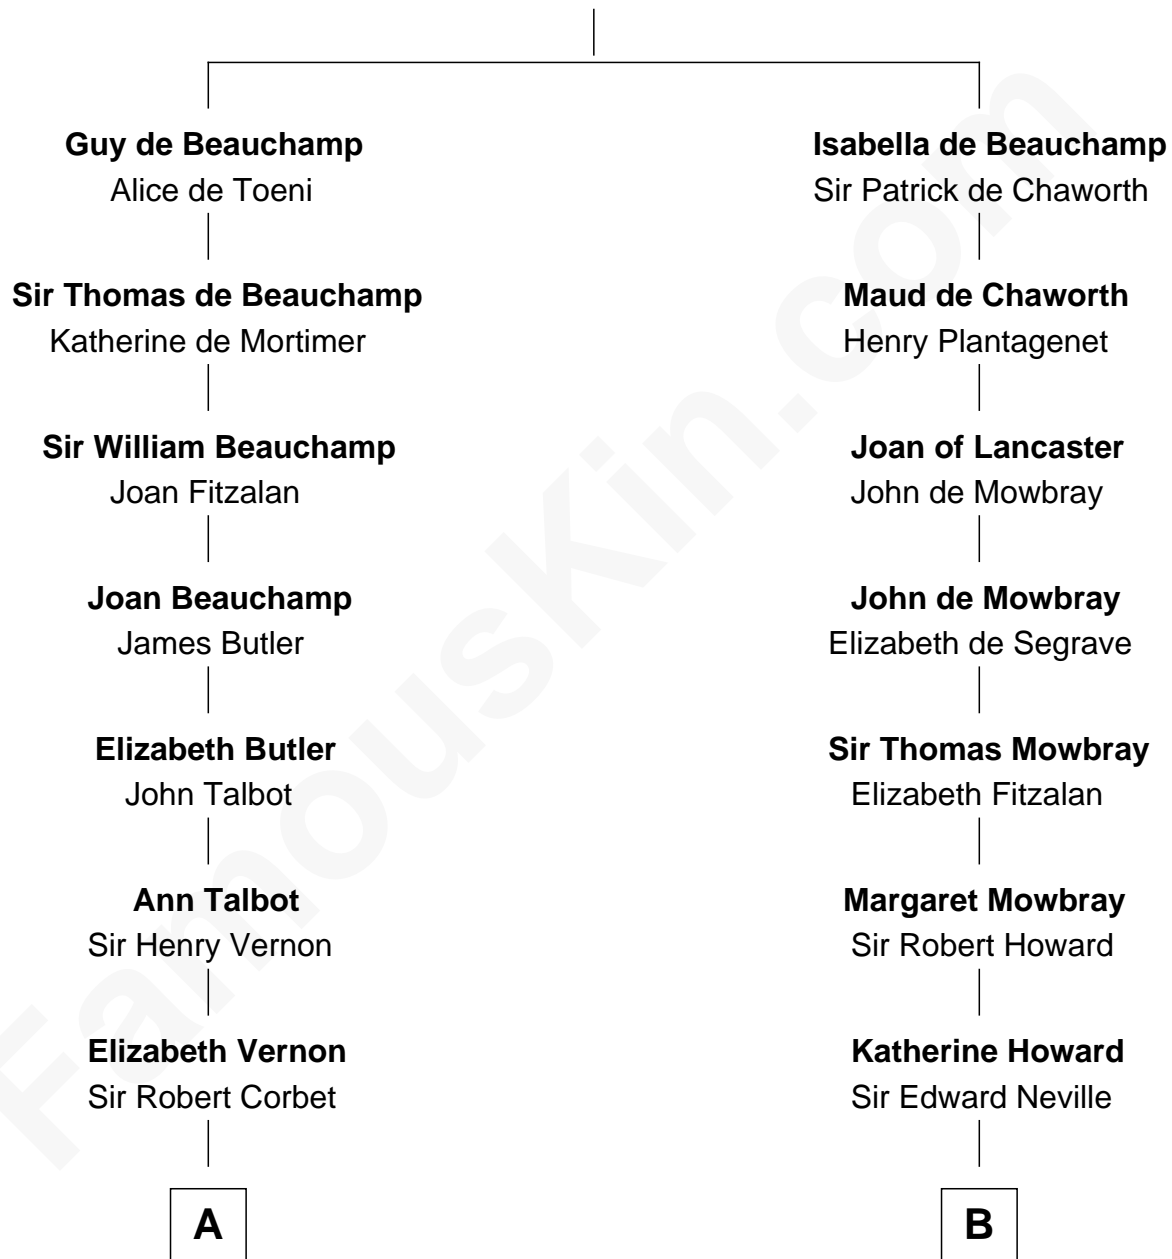 Guy de Beauchamp
Alice de Toeni
Sir Thomas de Beauchamp
Katherine de Mortimer
Sir William Beauchamp
Joan Fitzalan
Joan Beauchamp
James Butler
Elizabeth Butler
John Talbot
Ann Talbot
Sir Henry Vernon
Elizabeth Vernon
Sir Robert Corbet
A
Isabella de Beauchamp
Sir Patrick de Chaworth
Maud de Chaworth
Henry Plantagenet
Joan of Lancaster
John de Mowbray
John de Mowbray
Elizabeth de Segrave
Sir Thomas Mowbray
Elizabeth Fitzalan
Margaret Mowbray
Sir Robert Howard
Katherine Howard
Sir Edward Neville
B
FamousKin.com